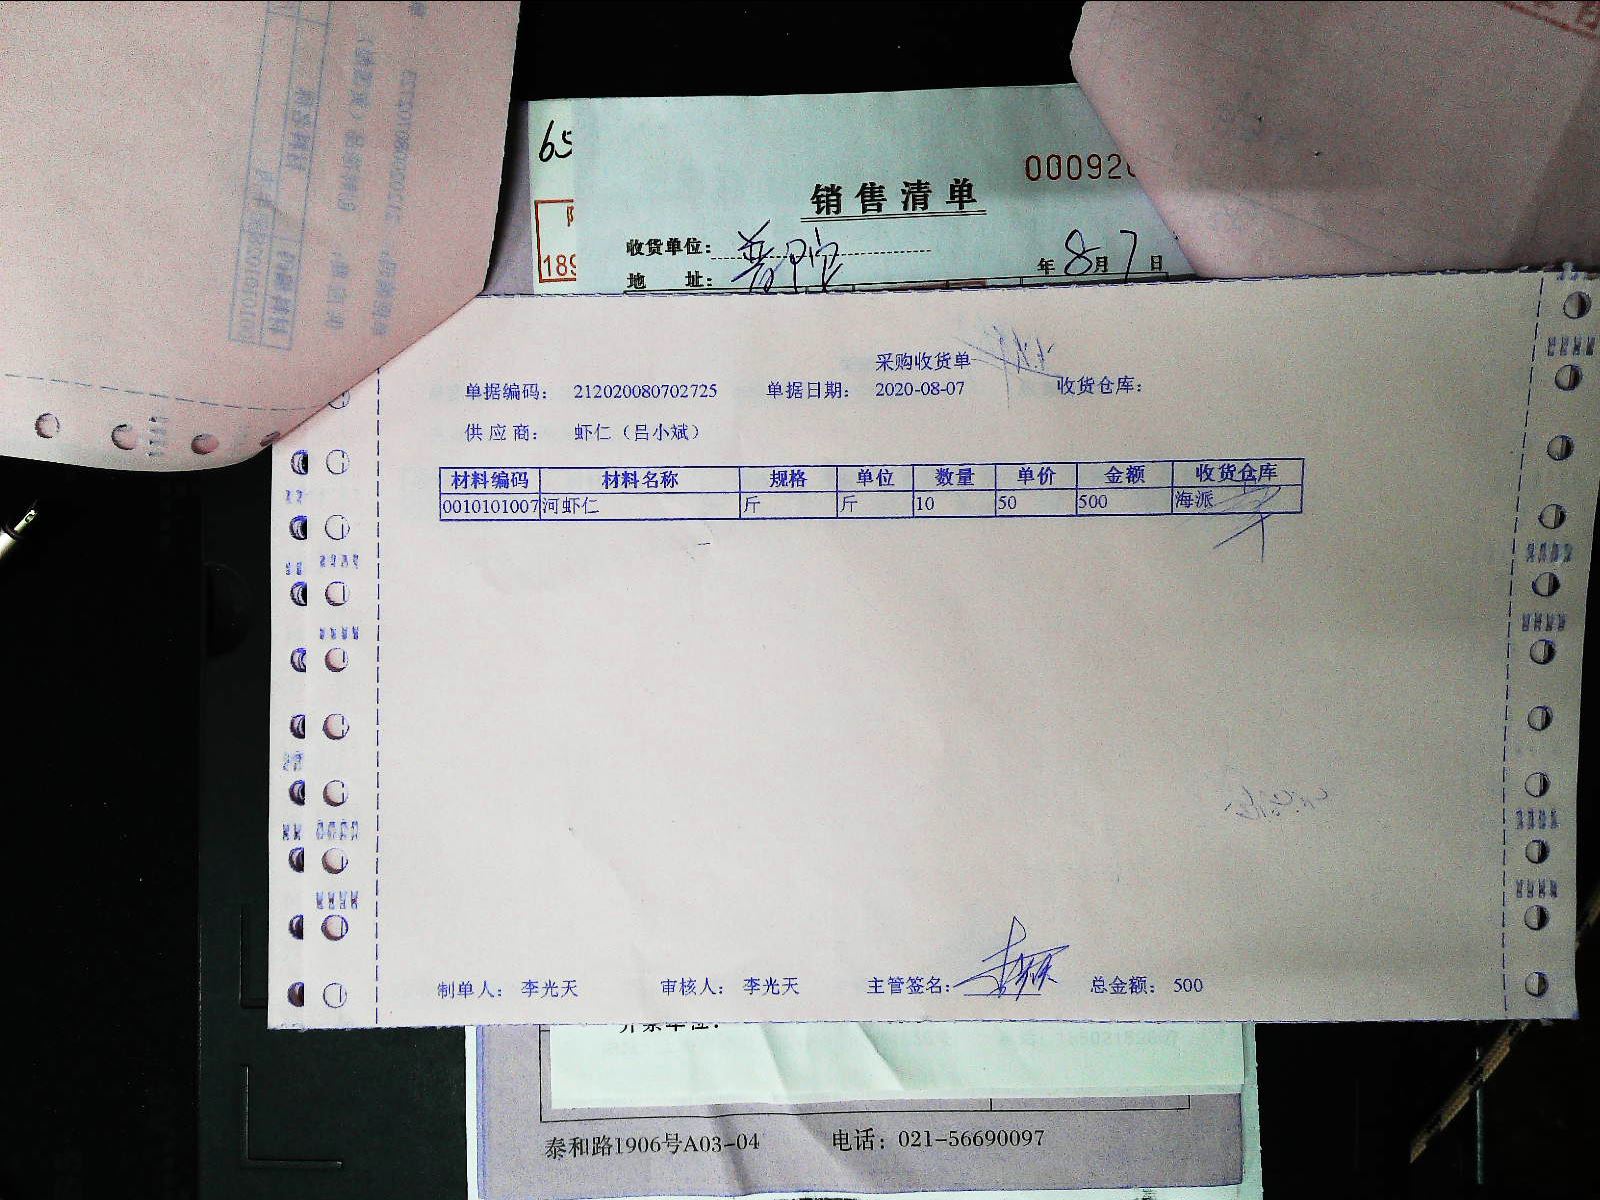 65
000920
销售清单
收货单位：
年8月7日
地 址：
189
采购收货单
单据编码： 212020080702725 单据日期： 2020-08-07 收货仓库：
供应商： 虾仁（吕小斌）
材料编码 材料名称 规格 单位 数量 单价 金额 收货仓库
0010101007 河虾仁 斤 斤 10 50 500 海派
制单人： 李光天 审核人： 李光天 主管签名： 总金额： 500
开票单位：
泰和路1906号A03-04 电话：021-56690097